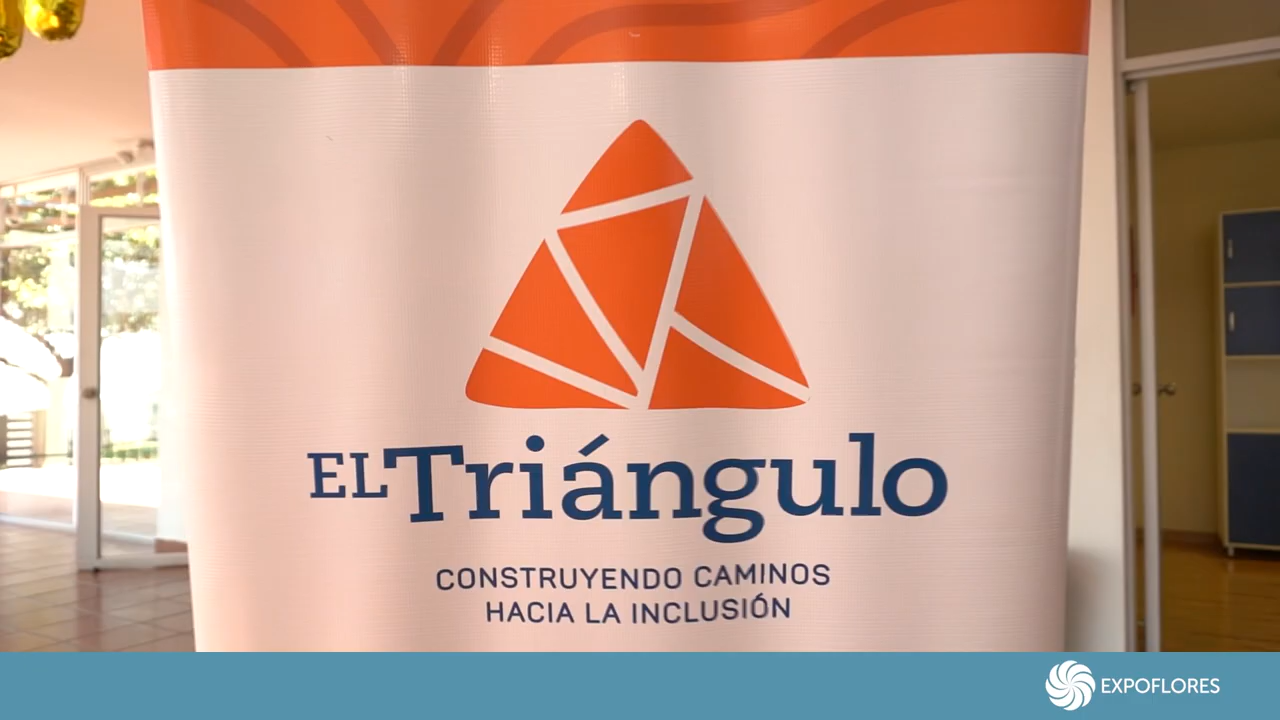 EL Triángulo
CONSTRUYENDO CAMINOS
HACIA LA INCLUSIÓN
EXPOFLORES